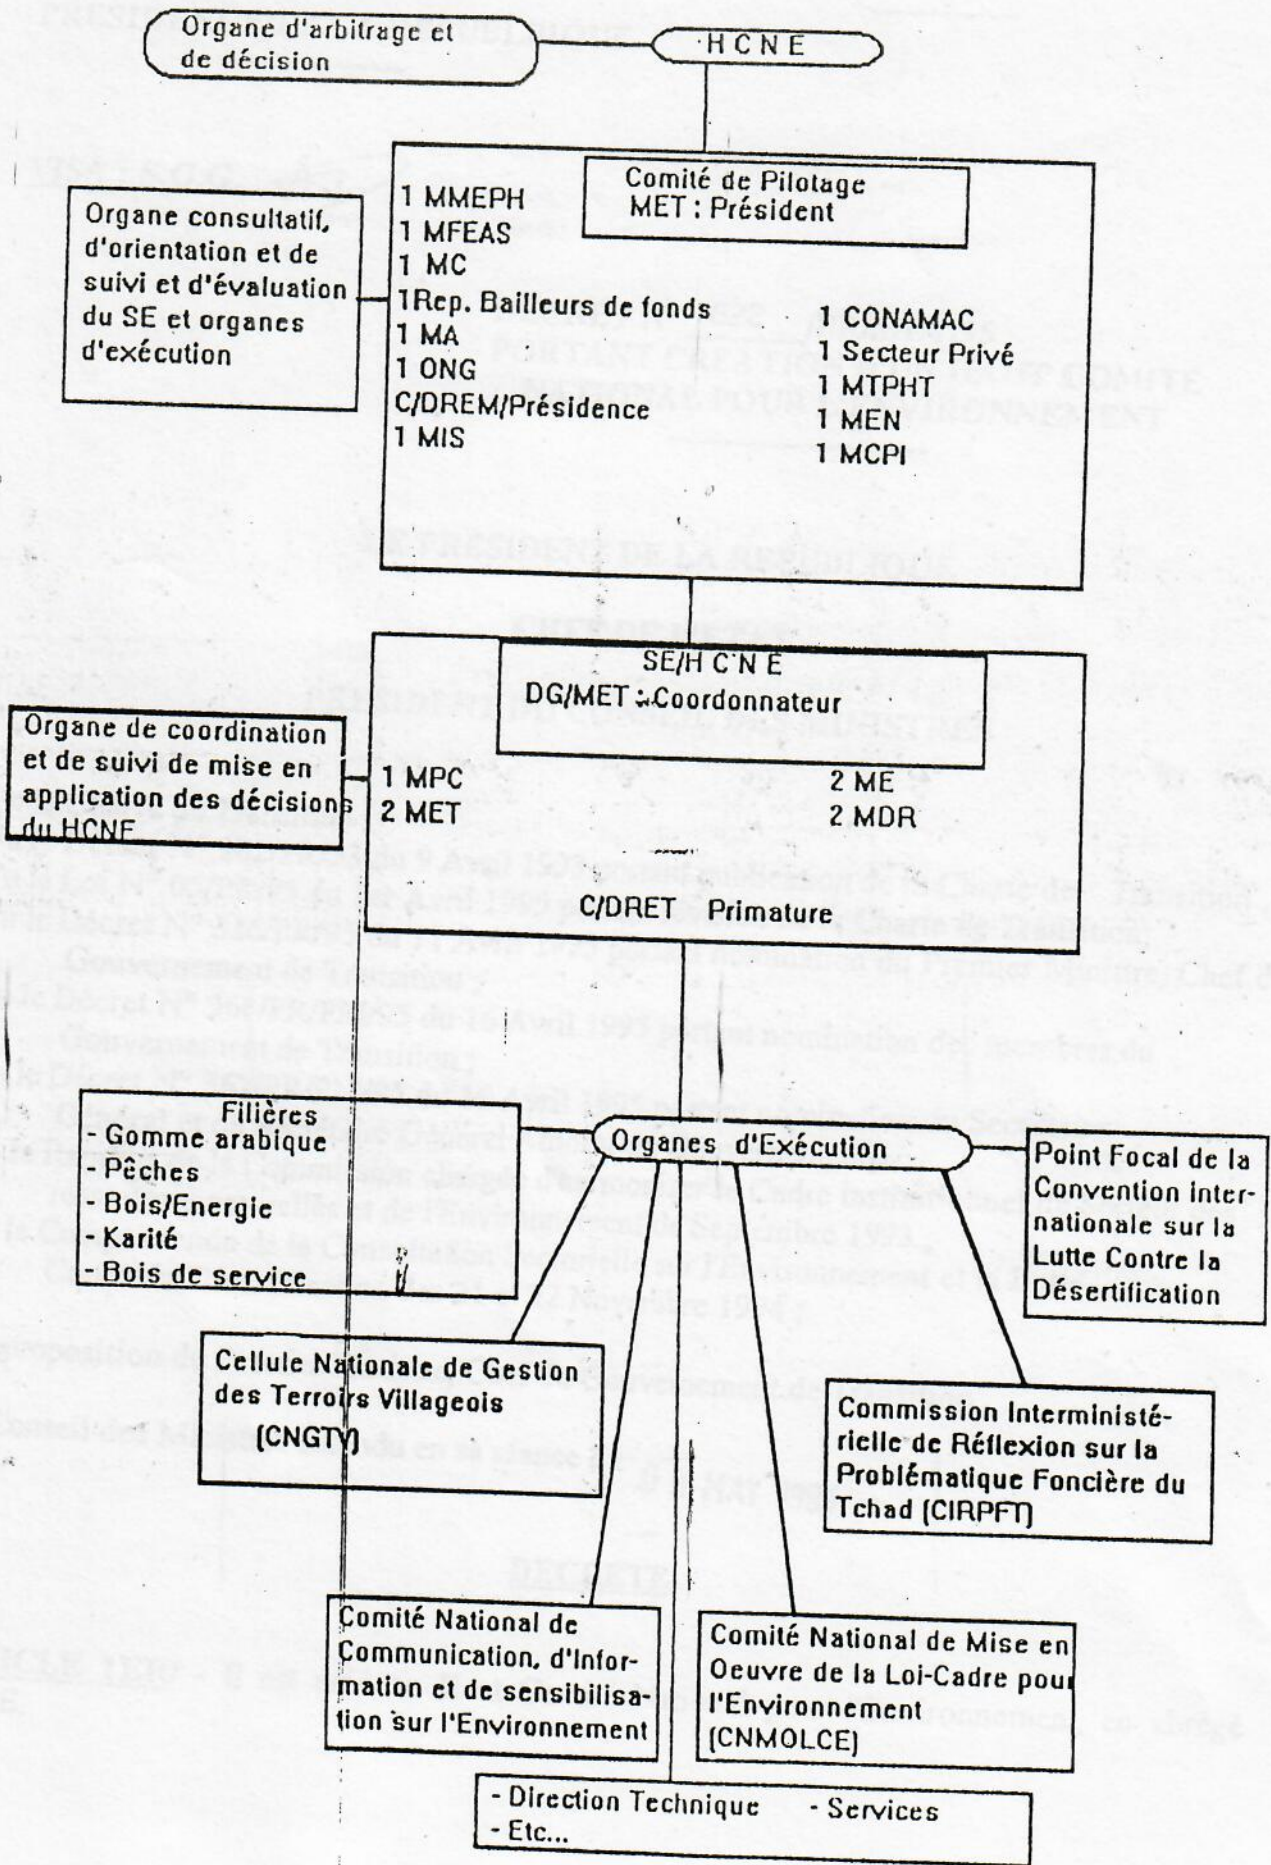 Organe d'arbitrage et
de décision
H C N E
Comité de Pilotage
MET : Président
Organe consultatif,
d'orientation et de
suivi et d'évaluation
du SE et organes
d'exécution
1 MMEPH
1 MFEAS
1 MC
1Rep. Bailleurs de fonds
1 MA
1 ONG
C/DREM/Présidence
1 MIS
1 CONAMAC
1 Secteur Privé
1 MTPHT
1 MEN
1 MCPI
SE/H C N E
DG/MET : Coordonnateur
Organe de coordination
et de suivi de mise en
application des décisions
du HCNE
1 MPC
2 MET
2 ME
2 MDR
C/DRET Primature
Filières
- Gomme arabique
- Pêches
- Bois/Energie
- Karité
- Bois de service
Organes d'Exécution
Point Focal de la
Convention Inter-
nationale sur la
Lutte Contre la
Désertification
Cellule Nationale de Gestion
des Terroirs Villageois
(CNGTV)
Commission Interministé-
rielle de Réflexion sur la
Problématique Foncière du
Tchad (CIRPFT)
Comité National de
Communication, d'Infor-
mation et de sensibilisa-
tion sur l'Environnement
Comité National de Mise en
Oeuvre de la Loi-Cadre pour
l'Environnement
(CNMOLCE)
- Direction Technique - Services
- Etc...